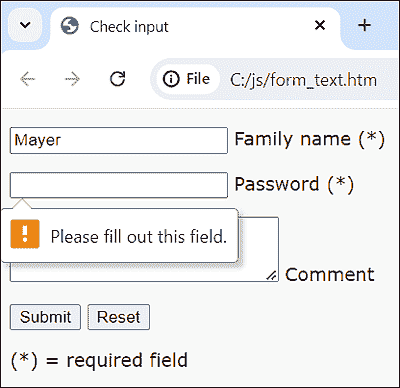 Check input
File C:/js/form_text.htm
Mayer Family name (*)
Password (*)
Please fill out this field.
Comment
Submit Reset
(*) = required field